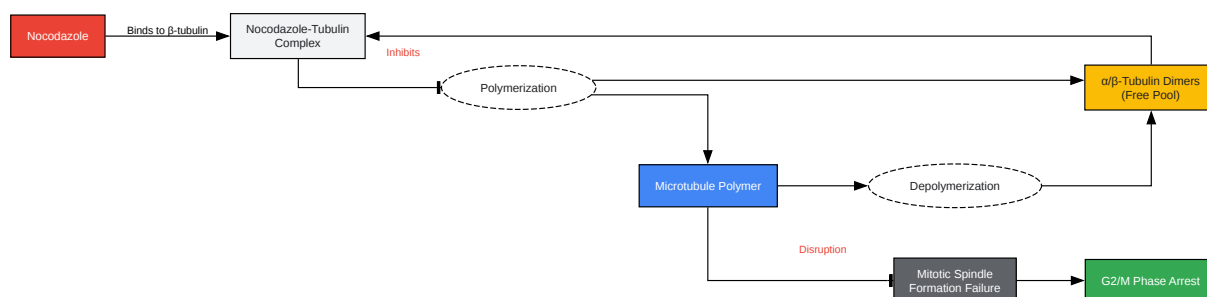 Nocodazole
Binds to β-tubulin
Nocodazole-Tubulin
Complex
Inhibits
Polymerization
α/β-Tubulin Dimers
(Free Pool)
Microtubule Polymer
Depolymerization
Disruption
Mitotic Spindle
Formation Failure
G2/M Phase Arrest